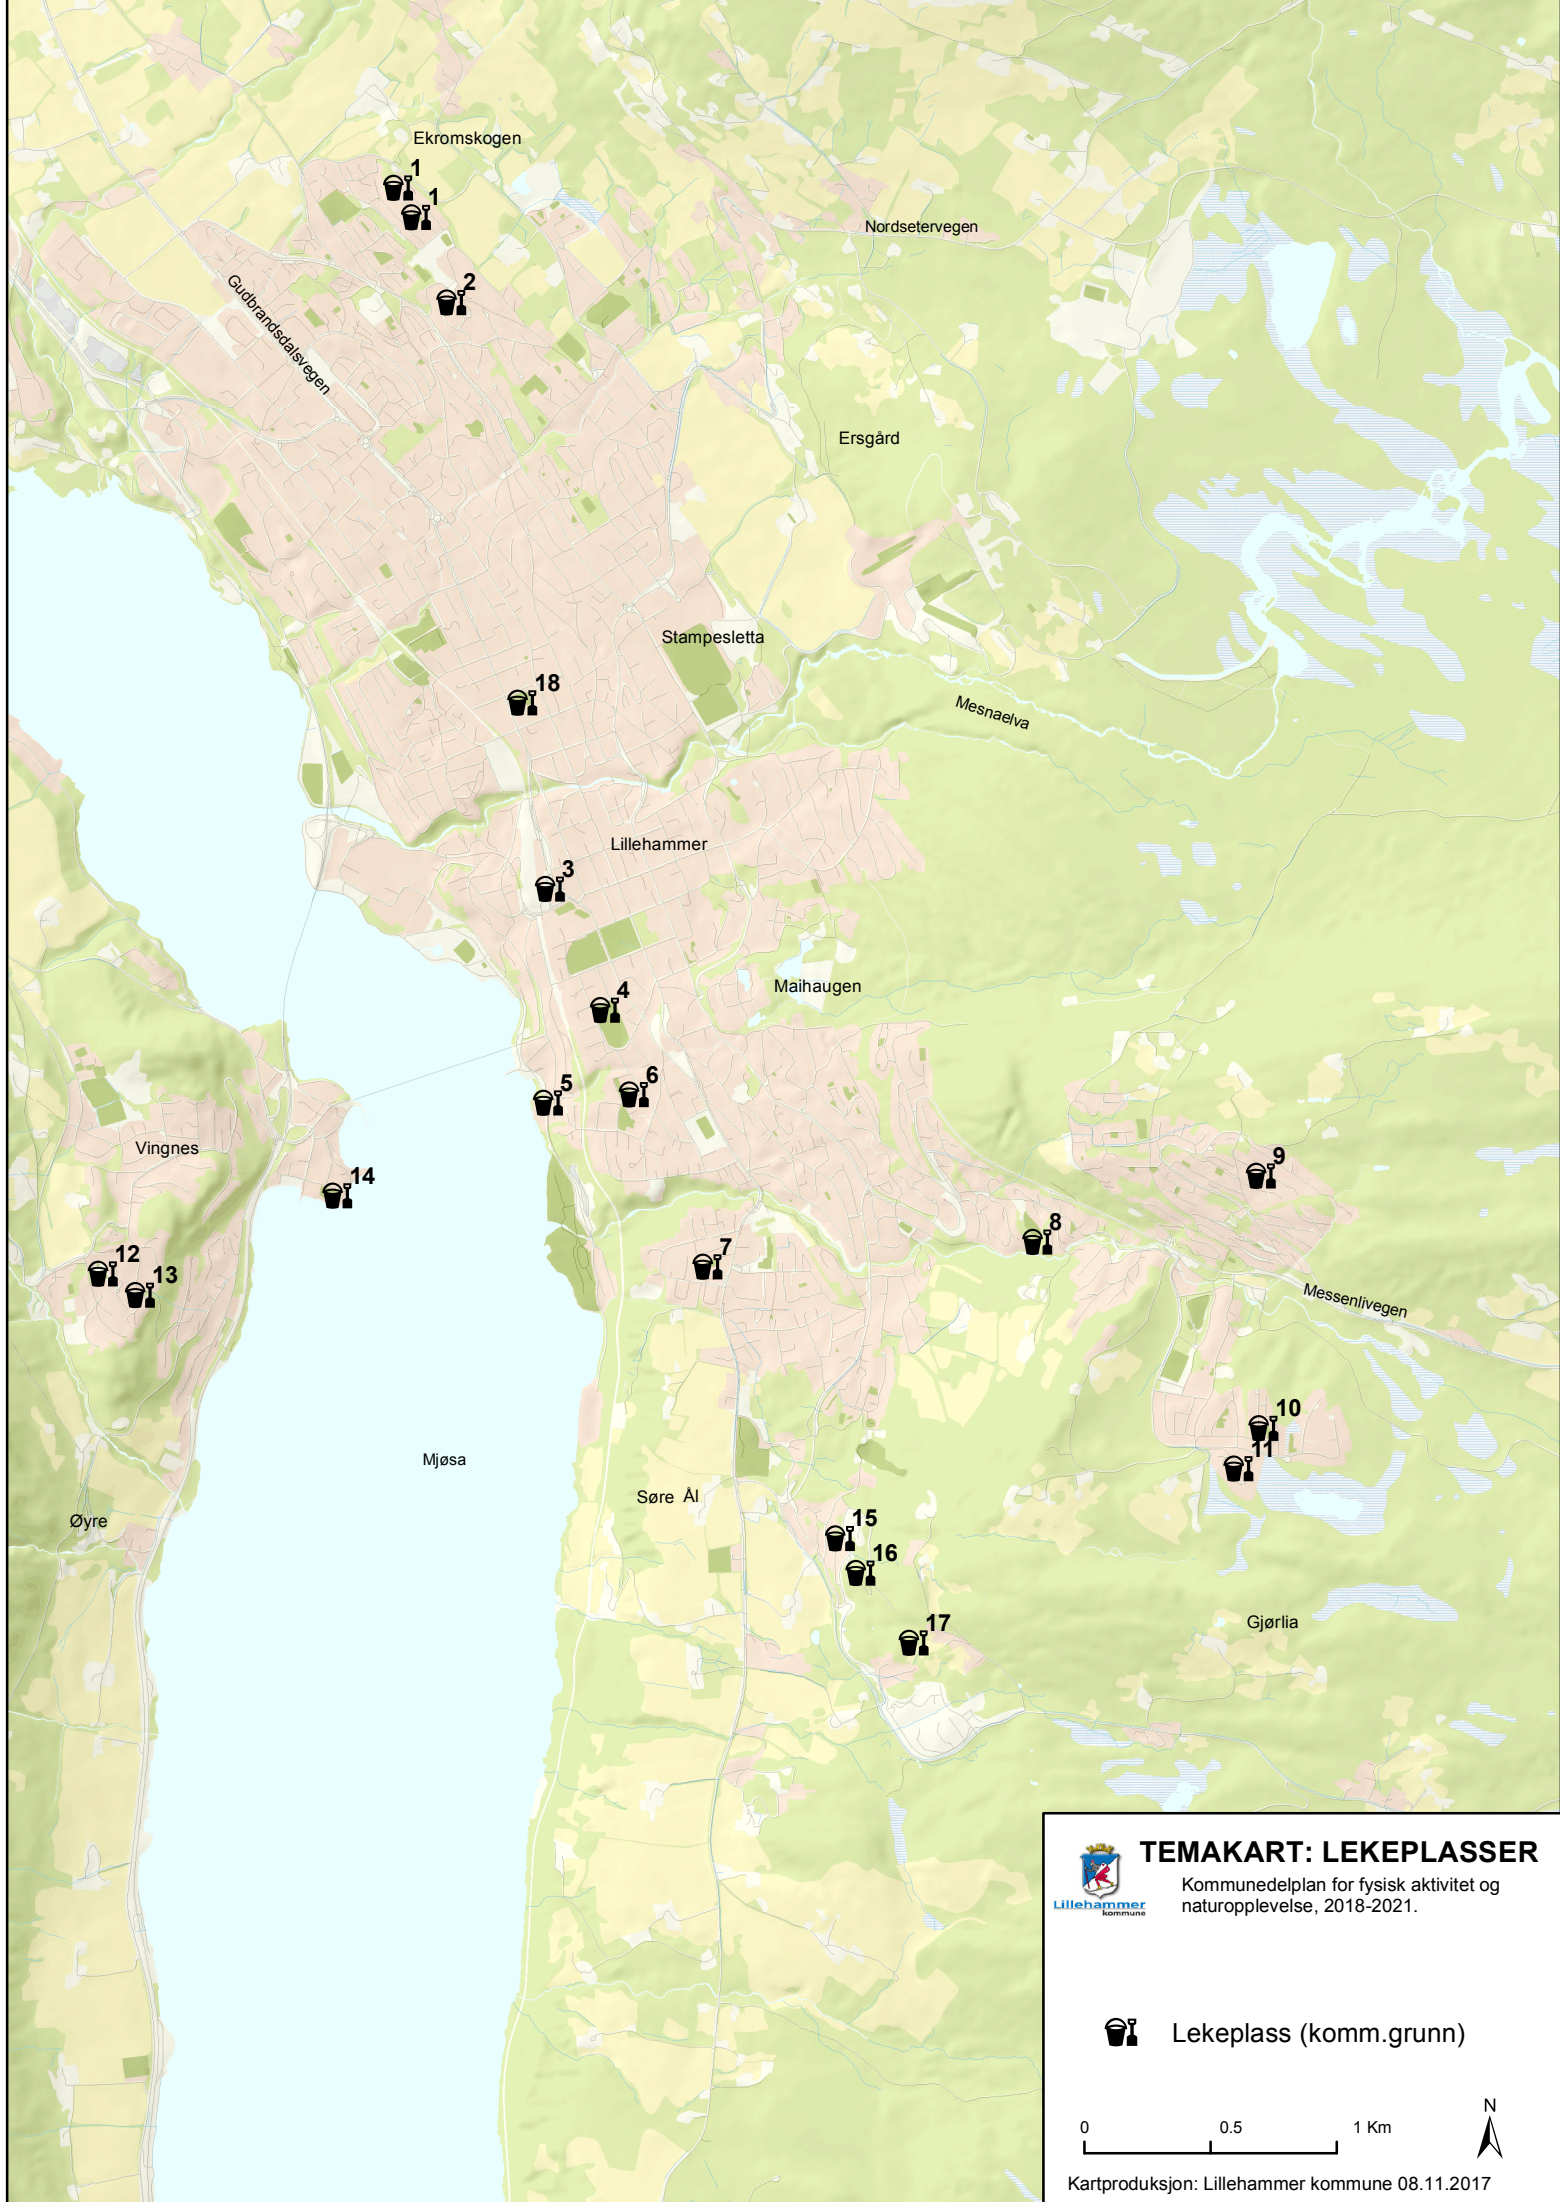 Ekromskogen
1
1
Nordsetervegen
2
Gudbrandsdalsvegen
Ersgård
Stampesletta
18
Mesnaelva
Lillehammer
3
Maihaugen
4
6
5
Vingnes
9
14
8
7
12
13
Messenlivegen
10
11
Mjøsa
Søre Ål
Øyre
15
16
17
Gjørlia
TEMAKART: LEKEPLASSER
Kommunedelplan for fysisk aktivitet og
naturopplevelse, 2018-2021.
Lillehammer
kommune
Lekeplass (komm.grunn)
N
0 0.5 1 Km
Kartproduksjon: Lillehammer kommune 08.11.2017